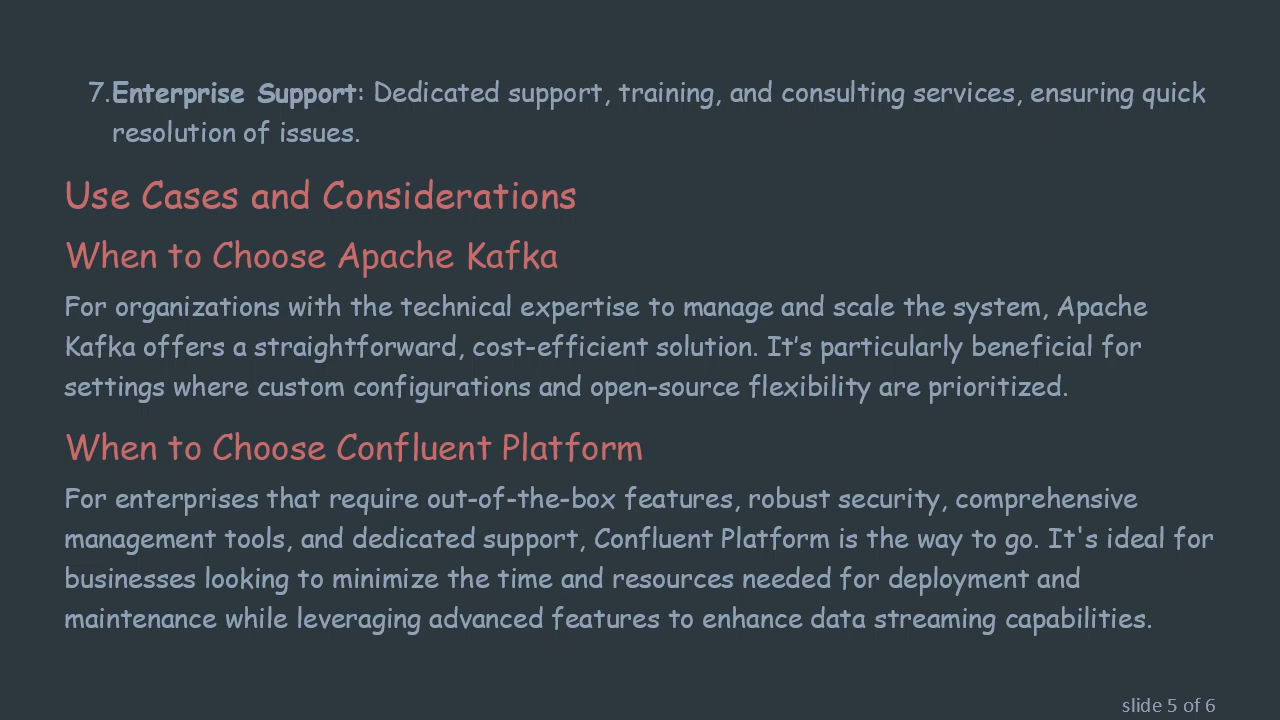 7.Enterprise Support: Dedicated support, training, and consulting services, ensuring quick
resolution of issues.
Use Cases and Considerations
When to Choose Apache Kafka
For organizations with the technical expertise to manage and scale the system, Apache
Kafka offers a straightforward, cost-efficient solution. It’s particularly beneficial for
settings where custom configurations and open-source flexibility are prioritized.
When to Choose Confluent Platform
For enterprises that require out-of-the-box features, robust security, comprehensive
management tools, and dedicated support, Confluent Platform is the way to go. It's ideal for
businesses looking to minimize the time and resources needed for deployment and
maintenance while leveraging advanced features to enhance data streaming capabilities.
slide 5 of 6